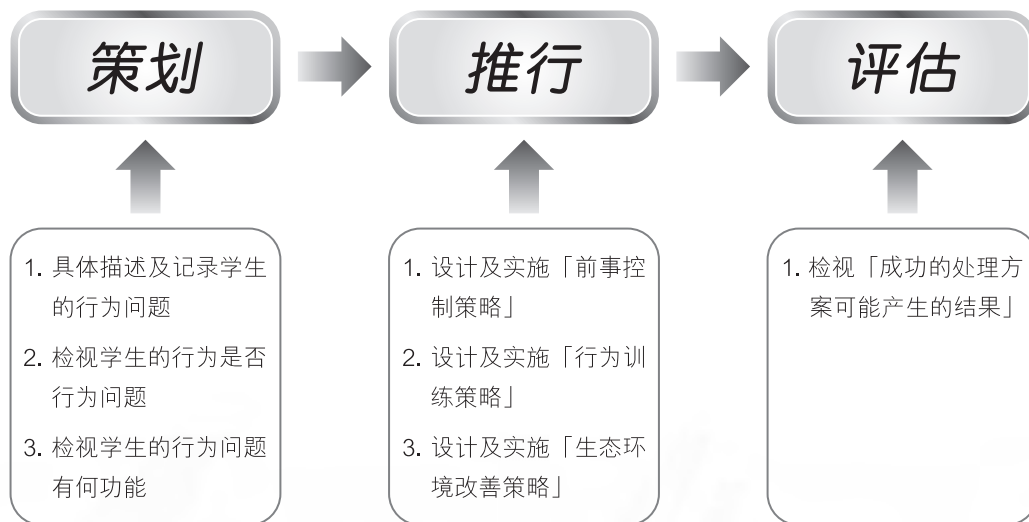 策划
推行
评估
1. 具体描述及记录学生
的行为问题
2. 检视学生的行为是否
行为问题
3. 检视学生的行为问题
有何功能
1. 设计及实施「前事控
制策略」
2. 设计及实施「行为训
练策略」
3. 设计及实施「生态环
境改善策略」
1. 检视「成功的处理方
案可能产生的结果」